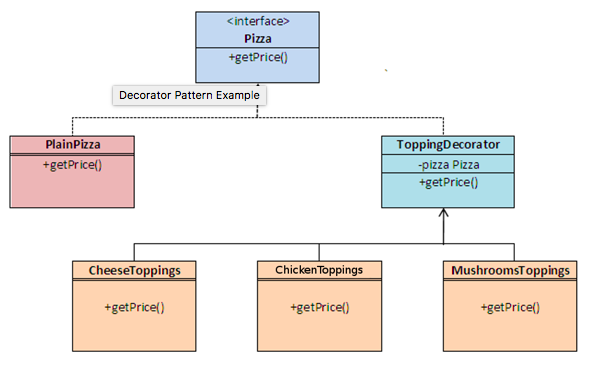 <interface>
Pizza
+getPrice()
Decorator Pattern Example
PlainPizza
+getPrice()
ToppingDecorator
-pizza Pizza
+getPrice()
CheeseToppings
+getPrice()
ChickenToppings
+getPrice()
MushroomsToppings
+getPrice()